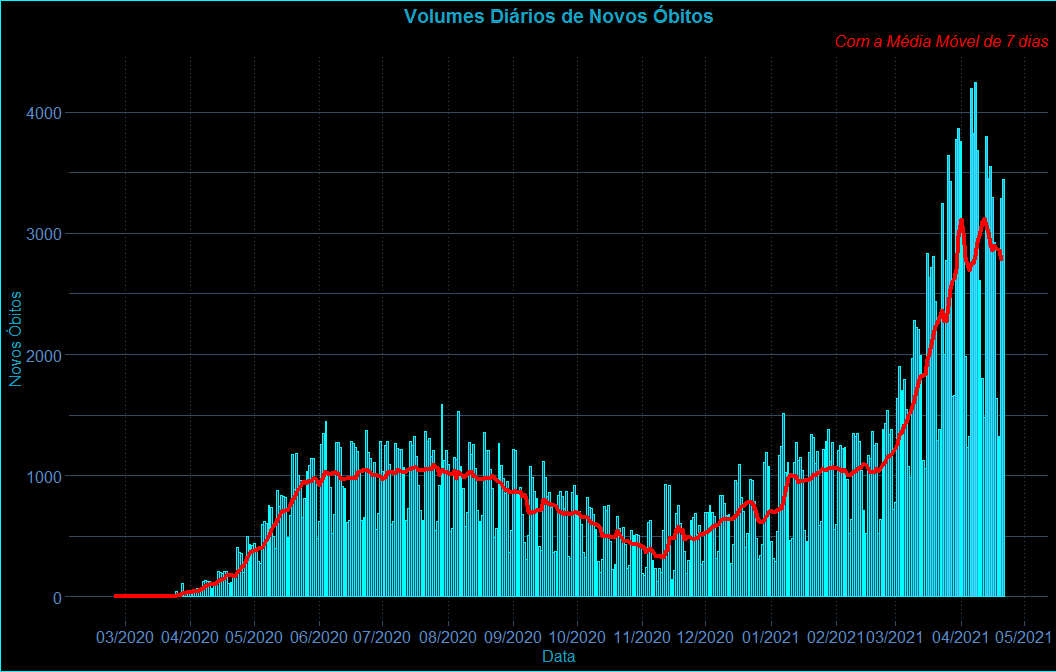 Volumes Diários de Novos Óbitos
Com a Média Móvel de 7 dias
4000
3000
2000
1000
0
Novos Óbitos
03/2020 04/2020 05/2020 06/2020 07/2020 08/2020 09/2020 10/2020 11/2020 12/2020 01/2021 02/2021 03/2021 04/2021 05/2021
Data